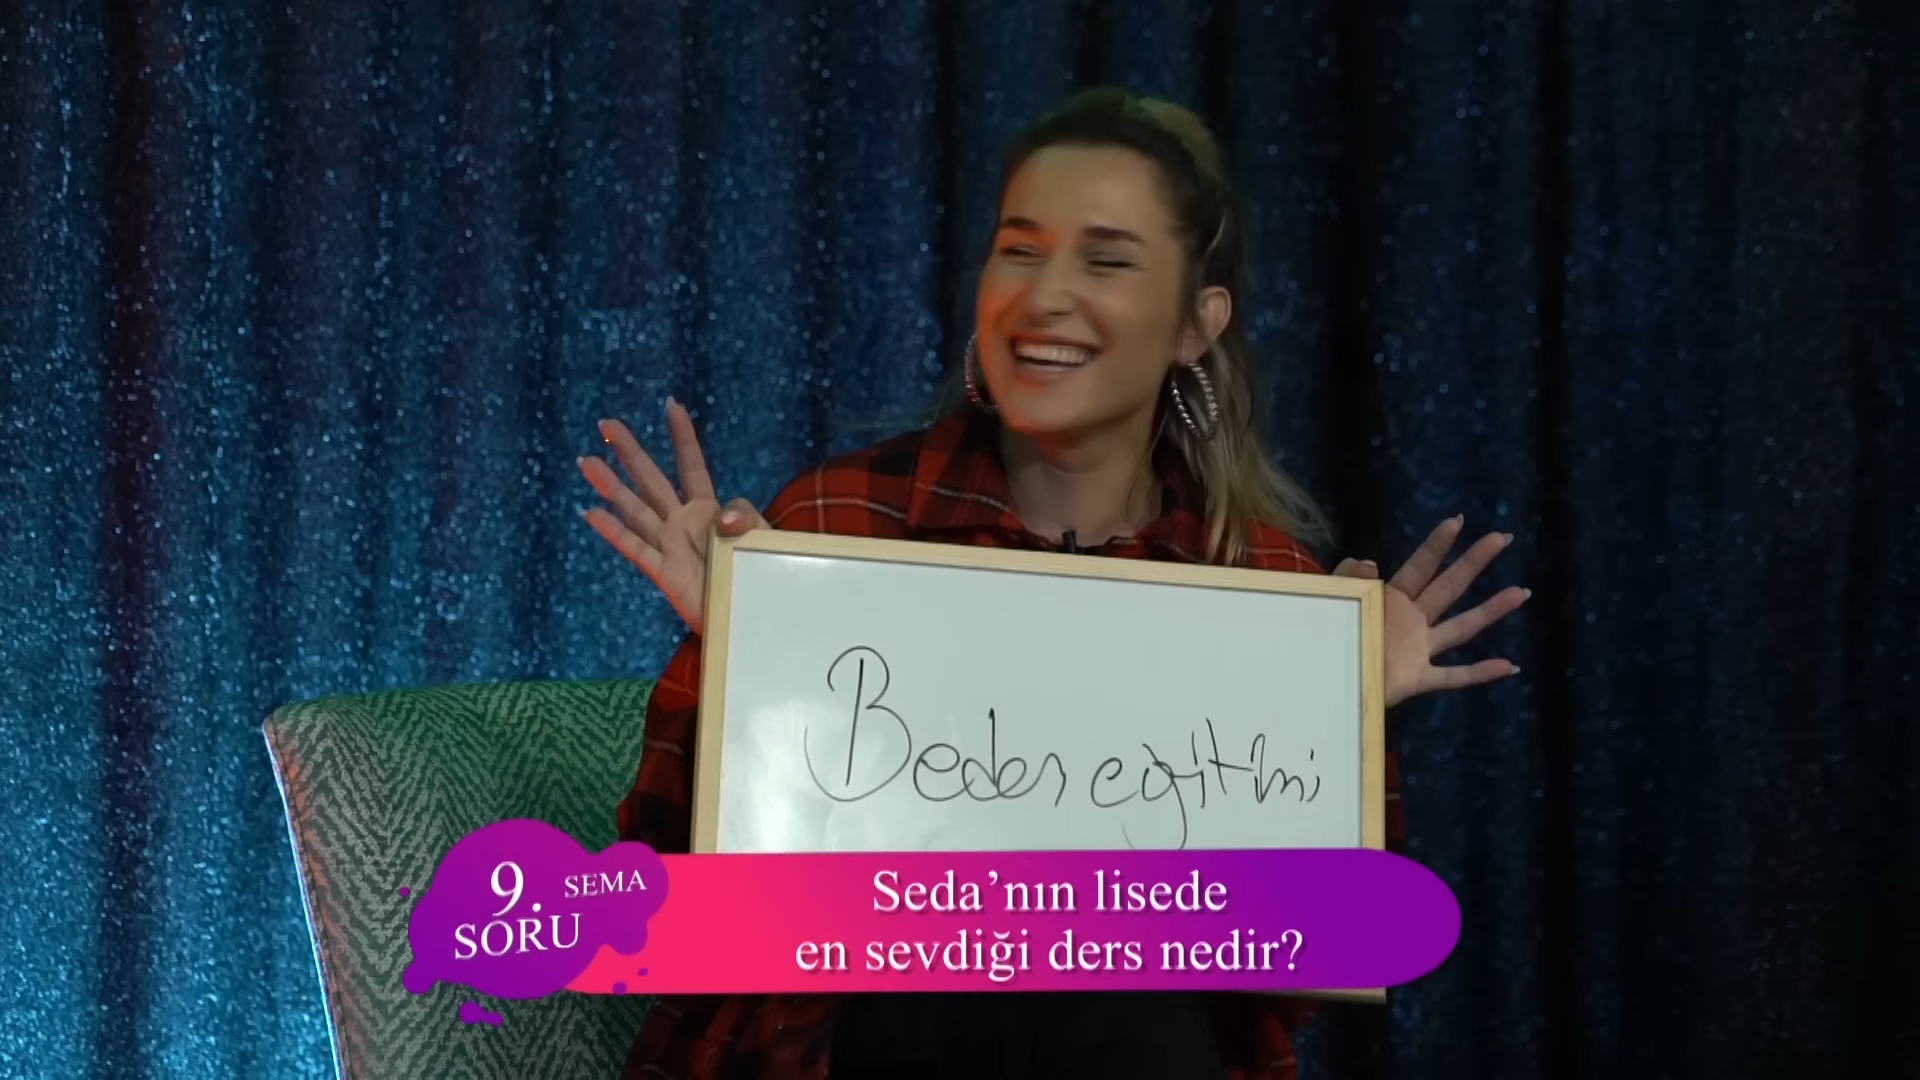 Beden eğitimi
9. SEMA
SORU
Seda'nın lisede
en sevdiği ders nedir?